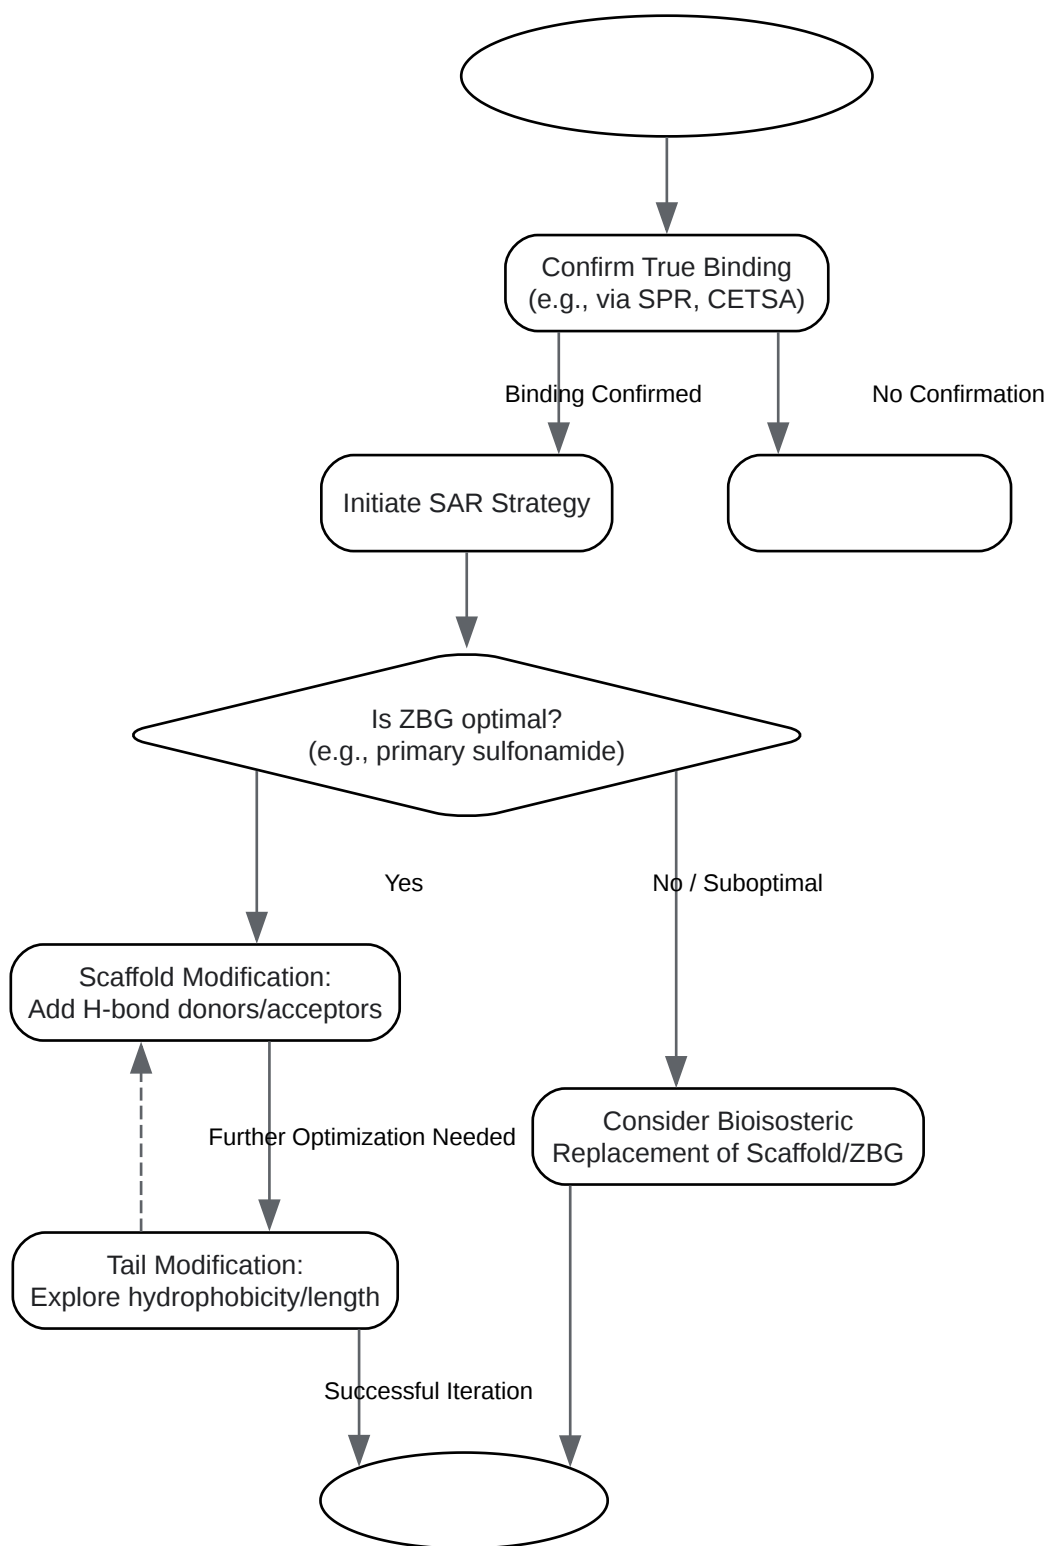 Confirm True Binding
(e.g., via SPR, CETSA)
Binding Confirmed
No Confirmation
Initiate SAR Strategy
Is ZBG optimal?
(e.g., primary sulfonamide)
Yes
No / Suboptimal
Scaffold Modification:
Add H-bond donors/acceptors
Further Optimization Needed
Consider Bioisosteric
Replacement of Scaffold/ZBG
Tail Modification:
Explore hydrophobicity/length
Successful Iteration